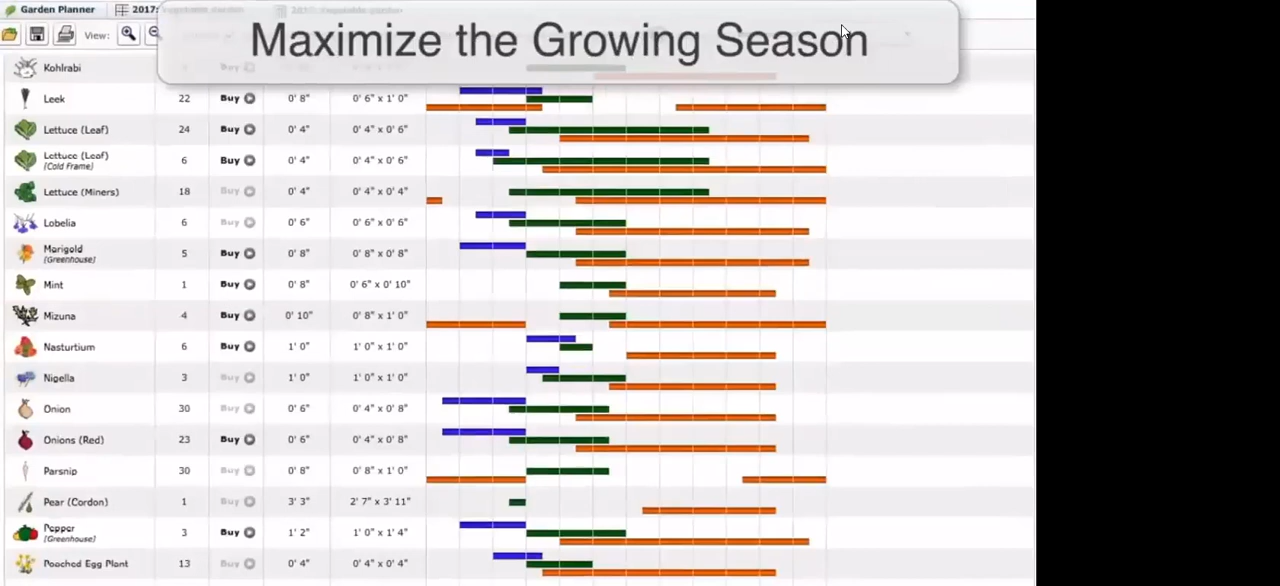 Garden Planner 2017:
View:
Maximize the Growing Season
Kohlrabi Buy
Leek 22 Buy 0' 8" 0' 6" x 1' 0"
Lettuce (Leaf) 24 Buy 0' 4" 0' 4" x 0' 6"
Lettuce (Leaf) 6 Buy 0' 4" 0' 4" x 0' 6"
[Cold Frame]
Lettuce (Miners) 18 Buy 0' 4" 0' 4" x 0' 4"
Lobelia 6 Buy 0' 6" 0' 6" x 0' 6"
Marigold 5 Buy 0' 8" 0' 8" x 0' 8"
[Greenhouse]
Mint 1 Buy 0' 8" 0' 6" x 0' 10"
Mizuna 4 Buy 0' 10" 0' 8" x 1' 0"
Nasturtium 6 Buy 1' 0" 1' 0" x 1' 0"
Nigella 3 Buy 1' 0" 1' 0" x 1' 0"
Onion 30 Buy 0' 6" 0' 4" x 0' 8"
Onions (Red) 23 Buy 0' 6" 0' 4" x 0' 8"
Parsnip 30 Buy 0' 8" 0' 8" x 1' 0"
Pear (Cordon) 1 Buy 3' 3" 2' 7" x 3' 11"
Pepper 3 Buy 1' 2" 1' 0" x 1' 4"
[Greenhouse]
Poached Egg Plant 13 Buy 0' 4" 0' 4" x 0' 4"